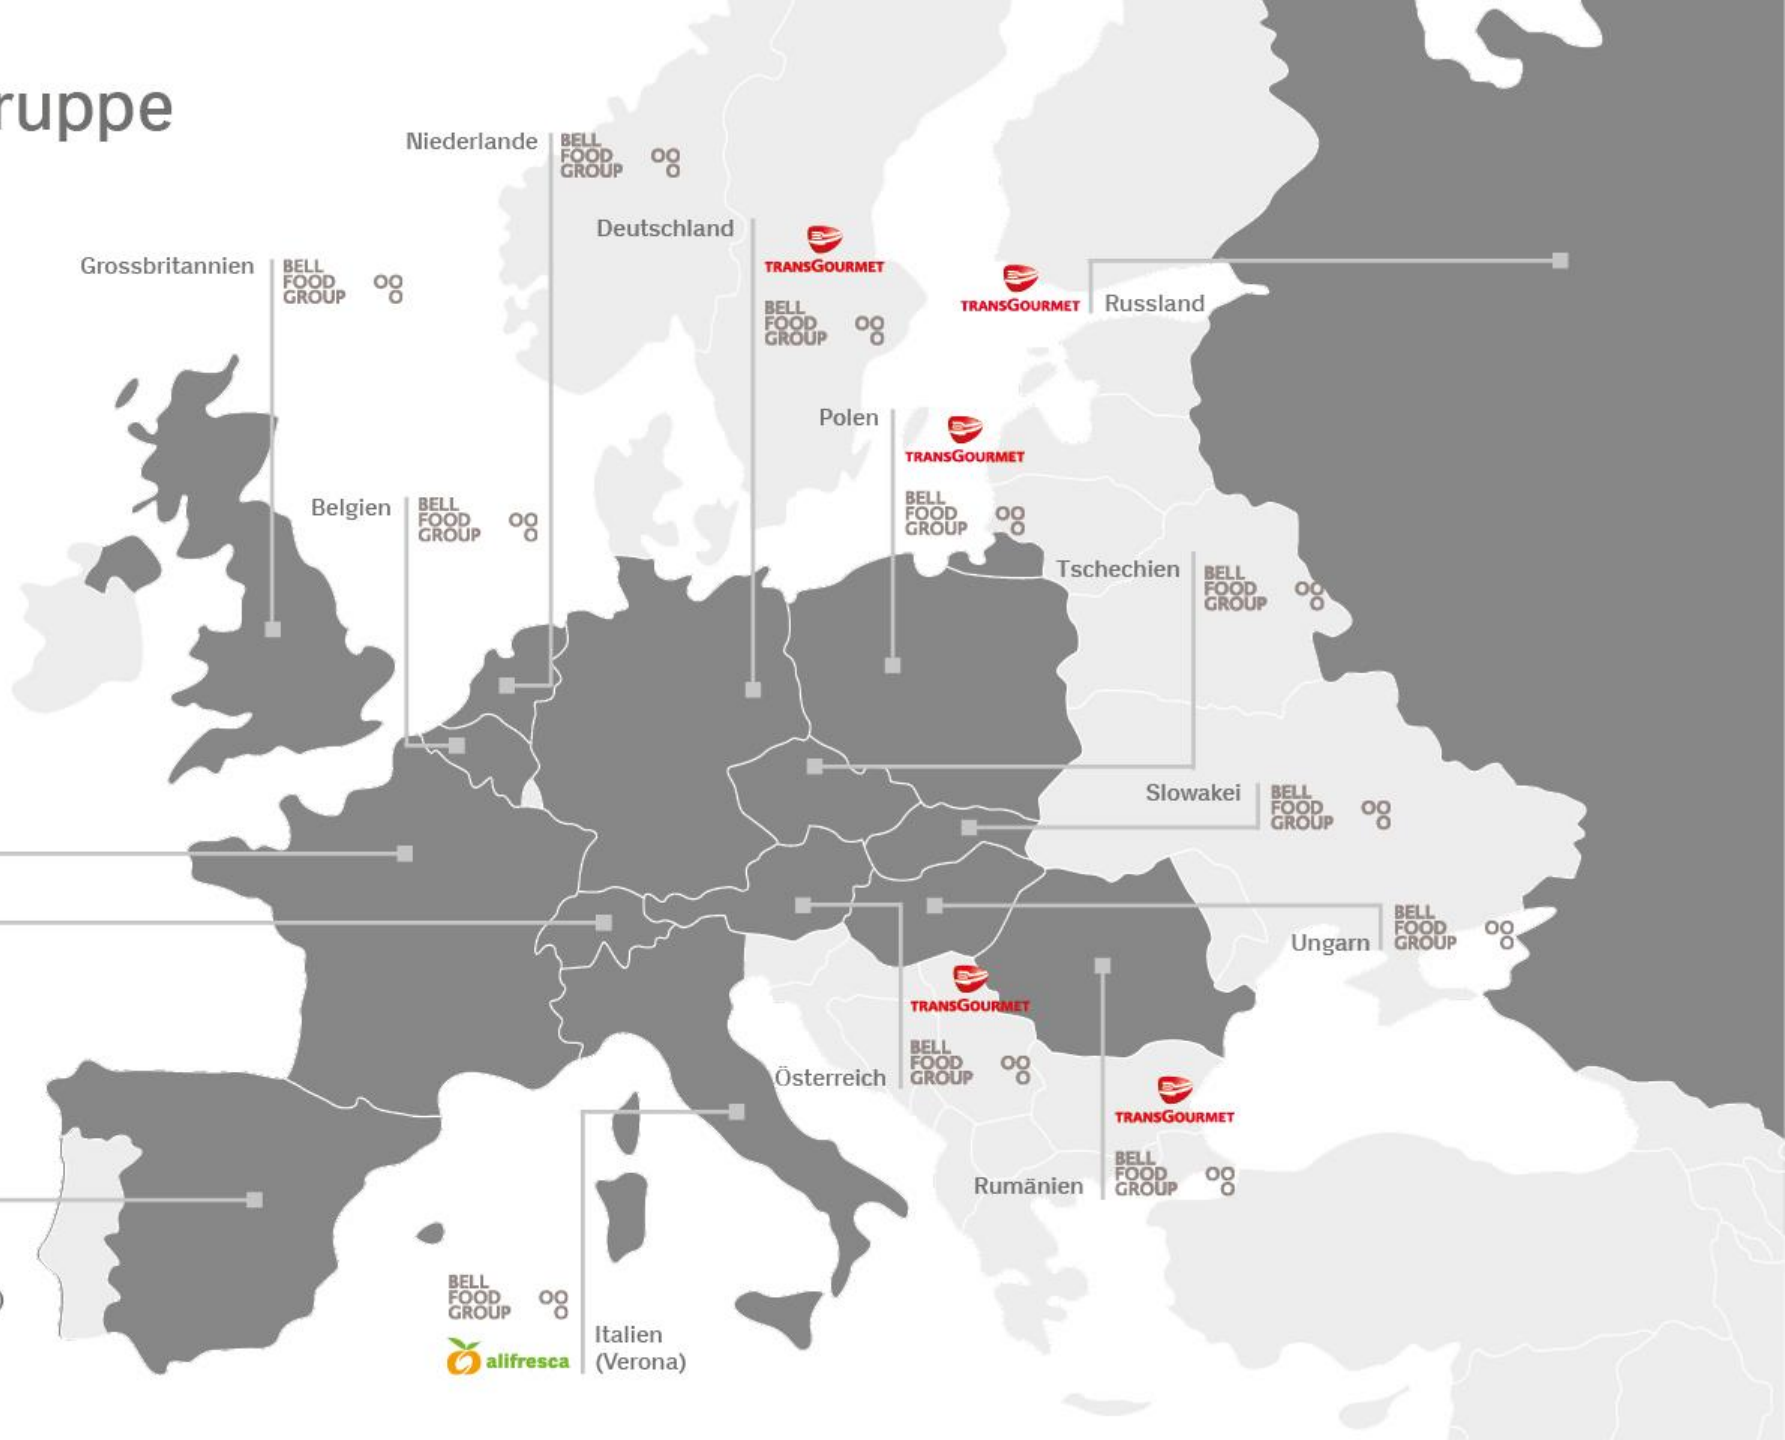 ruppe
Niederlande
BELL
FOOD
GROUP
Deutschland
TRANSGOURMET
BELL
FOOD
GROUP
Grossbritannien
BELL
FOOD
GROUP
TRANSGOURMET
Russland
Polen
TRANSGOURMET
BELL
FOOD
GROUP
Belgien
BELL
FOOD
GROUP
Tschechien
BELL
FOOD
GROUP
Slowakei
BELL
FOOD
GROUP
Ungarn
BELL
FOOD
GROUP
TRANSGOURMET
Österreich
BELL
FOOD
GROUP
TRANSGOURMET
Rumänien
BELL
FOOD
GROUP
BELL
FOOD
GROUP
alifresca
Italien
(Verona)
)